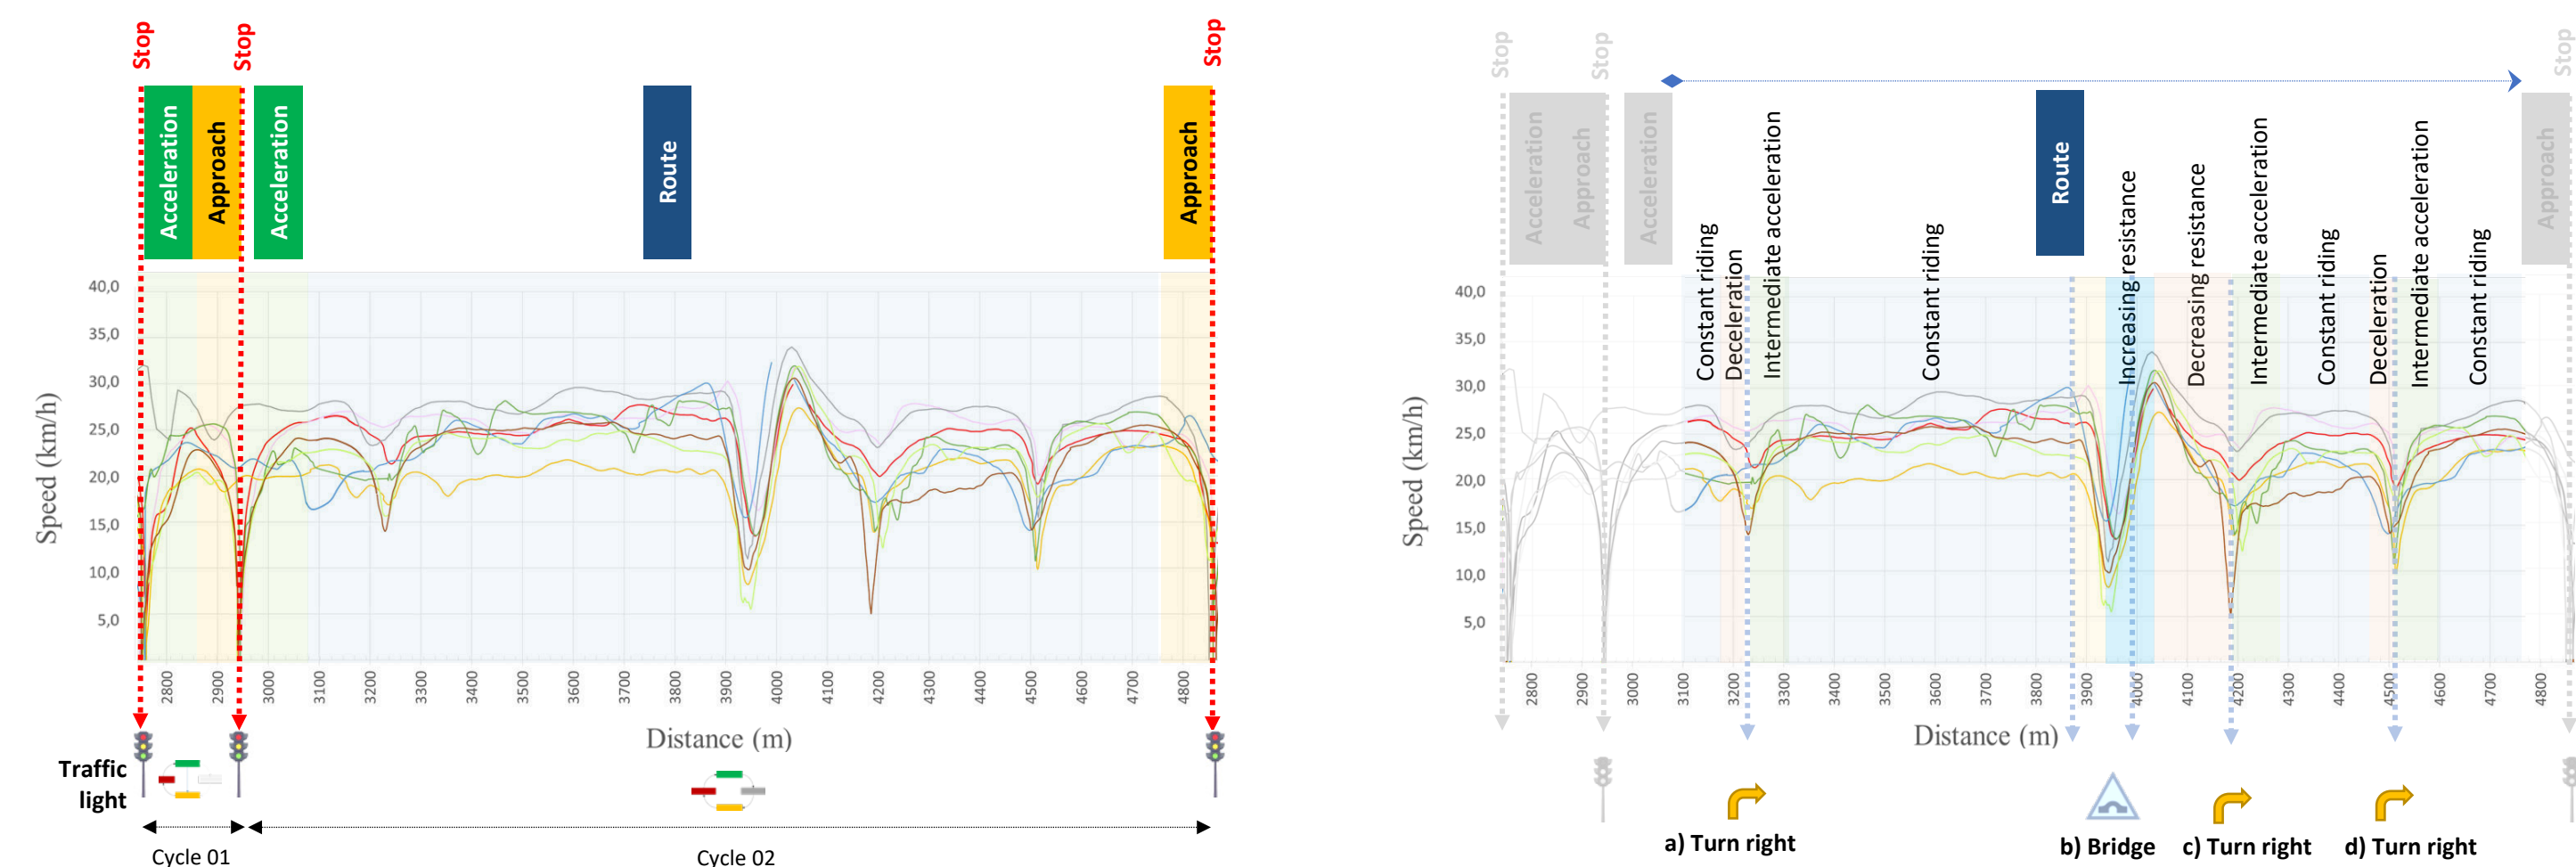 Stop
Stop
Stop
Acceleration
Approach
Acceleration
Route
Approach
40,0
35,0
30,0
25,0
20,0
15,0
10,0
5,0
Speed (km/h)
2800
2900
3000
3100
3200
3300
3400
3500
3600
3700
3800
3900
4000
4100
4200
4300
4400
4500
4600
4700
4800
Distance (m)
Traffic
light
Cycle 01
Cycle 02
Stop
Stop
Stop
Acceleration
Approach
Acceleration
Constant riding
Deceleration
Intermediate acceleration
Constant riding
Route
Increasing resistance
Decreasing resistance
Intermediate acceleration
Constant riding
Deceleration
Intermediate acceleration
Constant riding
Approach
40,0
35,0
30,0
25,0
20,0
15,0
10,0
5,0
Speed (km/h)
2800
2900
3000
3100
3200
3300
3400
3500
3600
3700
3800
3900
4000
4100
4200
4300
4400
4500
4600
4700
4800
Distance (m)
a) Turn right
b) Bridge
c) Turn right
d) Turn right